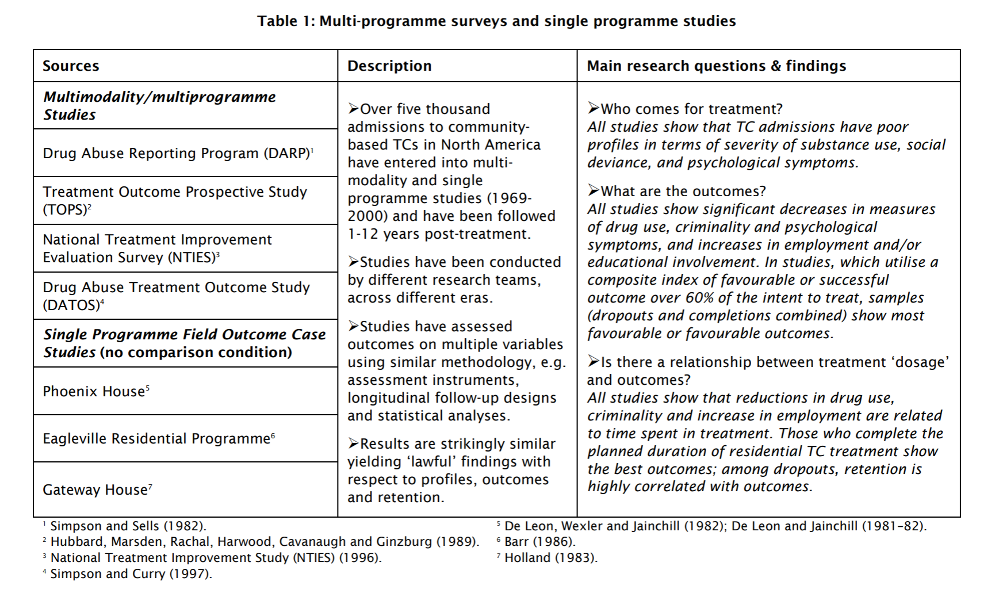 Table 1: Multi-programme surveys and single programme studies
Sources
Description
Main research questions & findings
Multimodality/multiprogramme
Studies
Drug Abuse Reporting Program (DARP)¹
Treatment Outcome Prospective Study
(TOPS)²
National Treatment Improvement
Evaluation Survey (NTIES)³
Drug Abuse Treatment Outcome Study
(DATOS)⁴
Single Programme Field Outcome Case
Studies (no comparison condition)
Phoenix House⁵
Eagleville Residential Programme⁶
Gateway House⁷
➢Over five thousand
admissions to community-
based TCs in North America
have entered into multi-
modality and single
programme studies (1969-
2000) and have been followed
1-12 years post-treatment.
➢Studies have been conducted
by different research teams,
across different eras.
➢Studies have assessed
outcomes on multiple variables
using similar methodology, e.g.
assessment instruments,
longitudinal follow-up designs
and statistical analyses.
➢Results are strikingly similar
yielding ‘lawful’ findings with
respect to profiles, outcomes
and retention.
➢Who comes for treatment?
All studies show that TC admissions have poor
profiles in terms of severity of substance use, social
deviance, and psychological symptoms.
➢What are the outcomes?
All studies show significant decreases in measures
of drug use, criminality and psychological
symptoms, and increases in employment and/or
educational involvement. In studies, which utilise a
composite index of favourable or successful
outcome over 60% of the intent to treat, samples
(dropouts and completions combined) show most
favourable or favourable outcomes.
➢Is there a relationship between treatment ‘dosage’
and outcomes?
All studies show that reductions in drug use,
criminality and increase in employment are related
to time spent in treatment. Those who complete the
planned duration of residential TC treatment show
the best outcomes; among dropouts, retention is
highly correlated with outcomes.
¹ Simpson and Sells (1982).
² Hubbard, Marsden, Rachal, Harwood, Cavanaugh and Ginzburg (1989).
³ National Treatment Improvement Study (NTIES) (1996).
⁴ Simpson and Curry (1997).
⁵ De Leon, Wexler and Jainchill (1982); De Leon and Jainchill (1981–82).
⁶ Barr (1986).
⁷ Holland (1983).